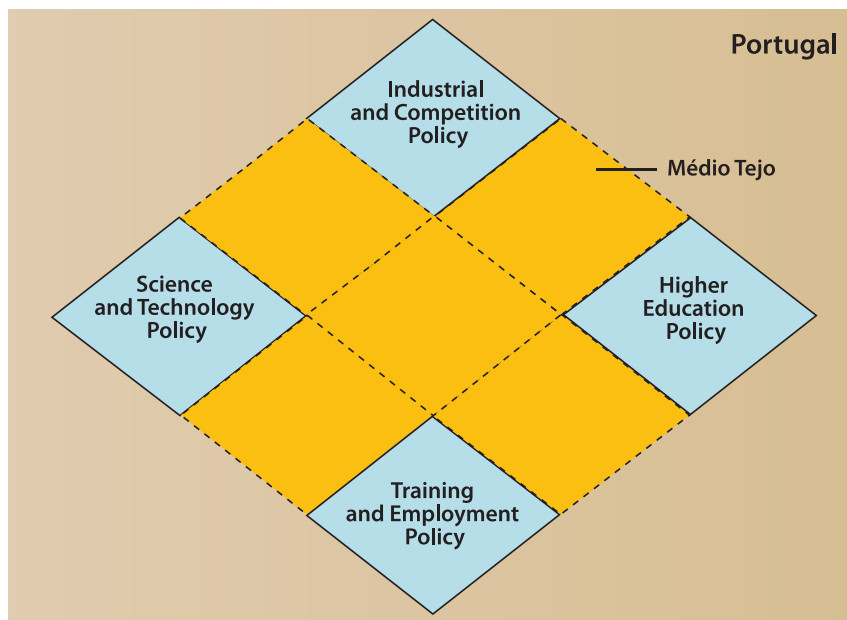 Portugal
Industrial
and Competition
Policy
Médio Tejo
Science
and Technology
Policy
Higher
Education
Policy
Training
and Employment
Policy